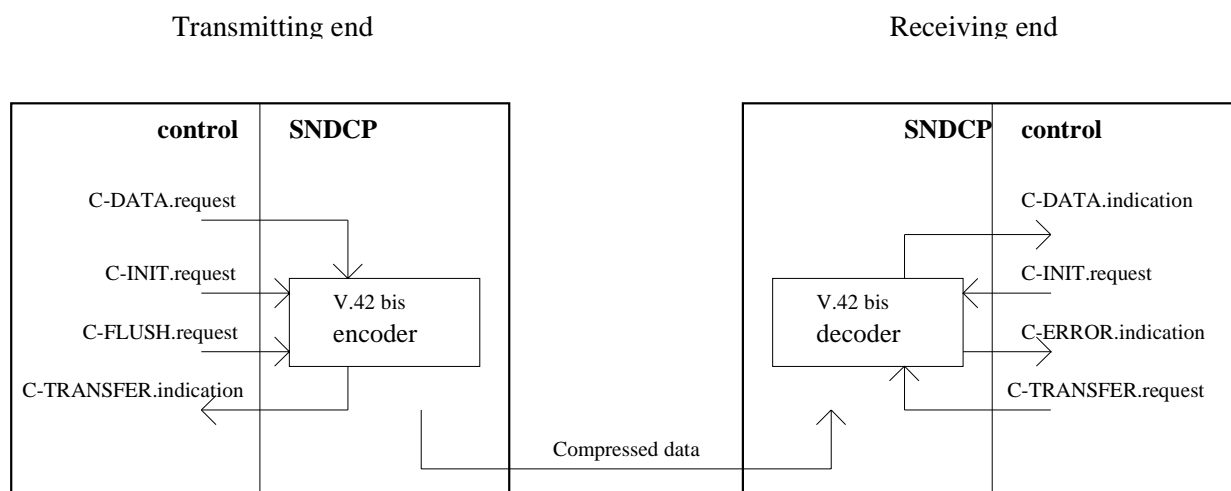 Transmitting end
Receiving end
control SNDCP
SNDCP control
C-DATA.request
C-INIT.request
C-FLUSH.request
C-TRANSFER.indication
V.42 bis
encoder
V.42 bis
decoder
C-DATA.indication
C-INIT.request
C-ERROR.indication
C-TRANSFER.request
Compressed data